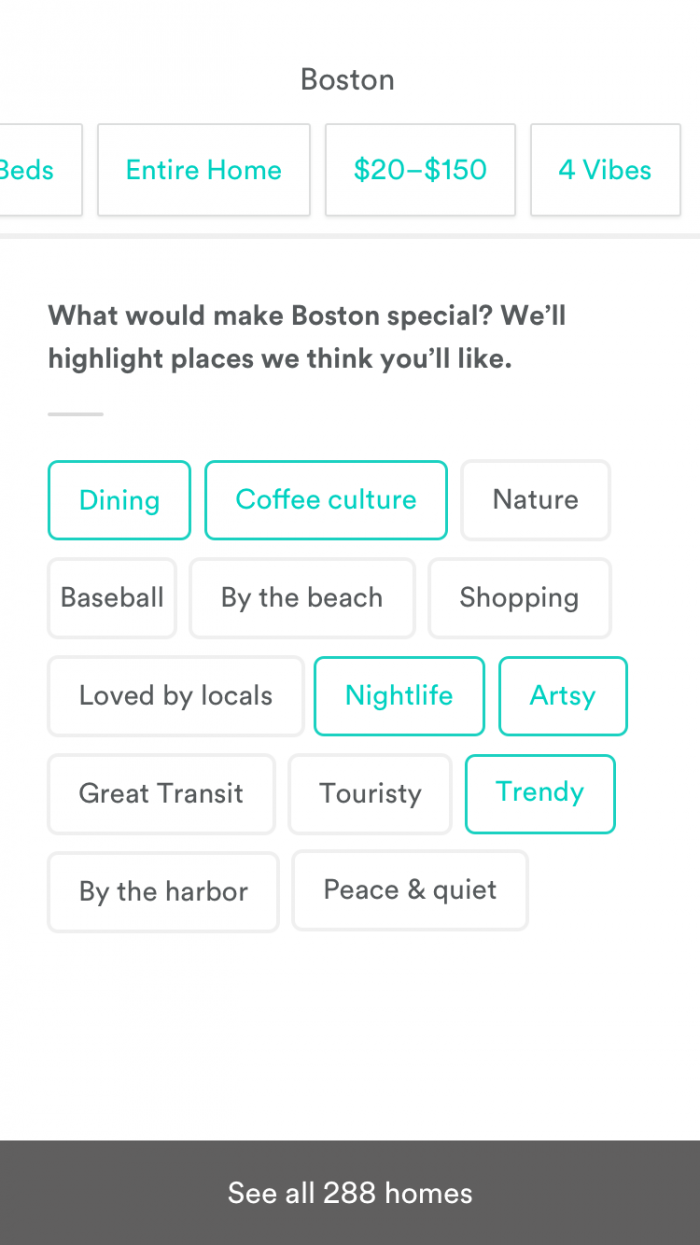 Boston
Beds Entire Home $20–$150 4 Vibes
What would make Boston special? We’ll
highlight places we think you’ll like.
Dining Coffee culture Nature
Baseball By the beach Shopping
Loved by locals Nightlife Artsy
Great Transit Touristy Trendy
By the harbor Peace & quiet
See all 288 homes